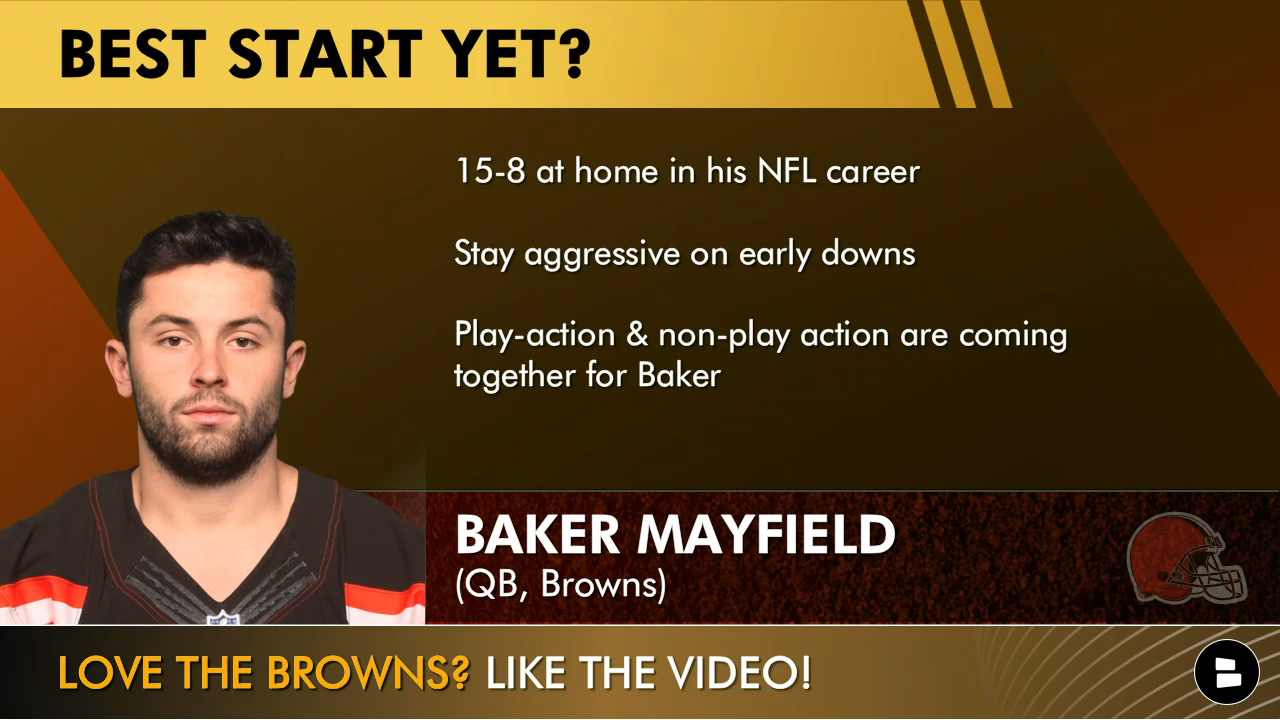 BEST START YET?
15-8 at home in his NFL career
Stay aggressive on early downs
Play-action & non-play action are coming
together for Baker
BAKER MAYFIELD
(QB, Browns)
LOVE THE BROWNS? LIKE THE VIDEO!